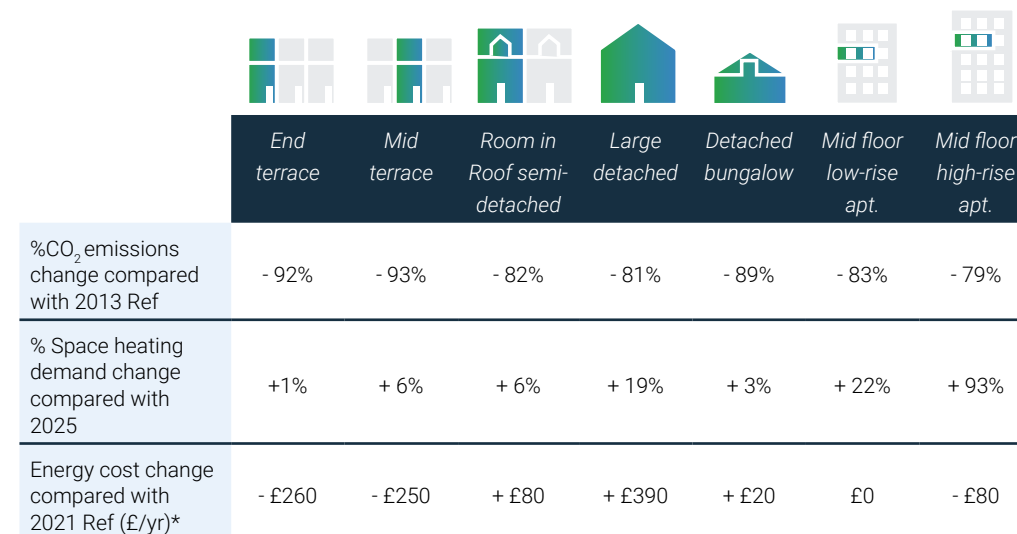 End terrace
Mid terrace
Room in Roof semi-detached
Large detached
Detached bungalow
Mid floor low-rise apt.
Mid floor high-rise apt.
%CO₂ emissions
change compared
with 2013 Ref
- 92% - 93% - 82% - 81% - 89% - 83% - 79%
% Space heating
demand change
compared with
2025
+1% + 6% + 6% + 19% + 3% + 22% + 93%
Energy cost change
compared with
2021 Ref (£/yr)*
- £260 - £250 + £80 + £390 + £20 £0 - £80